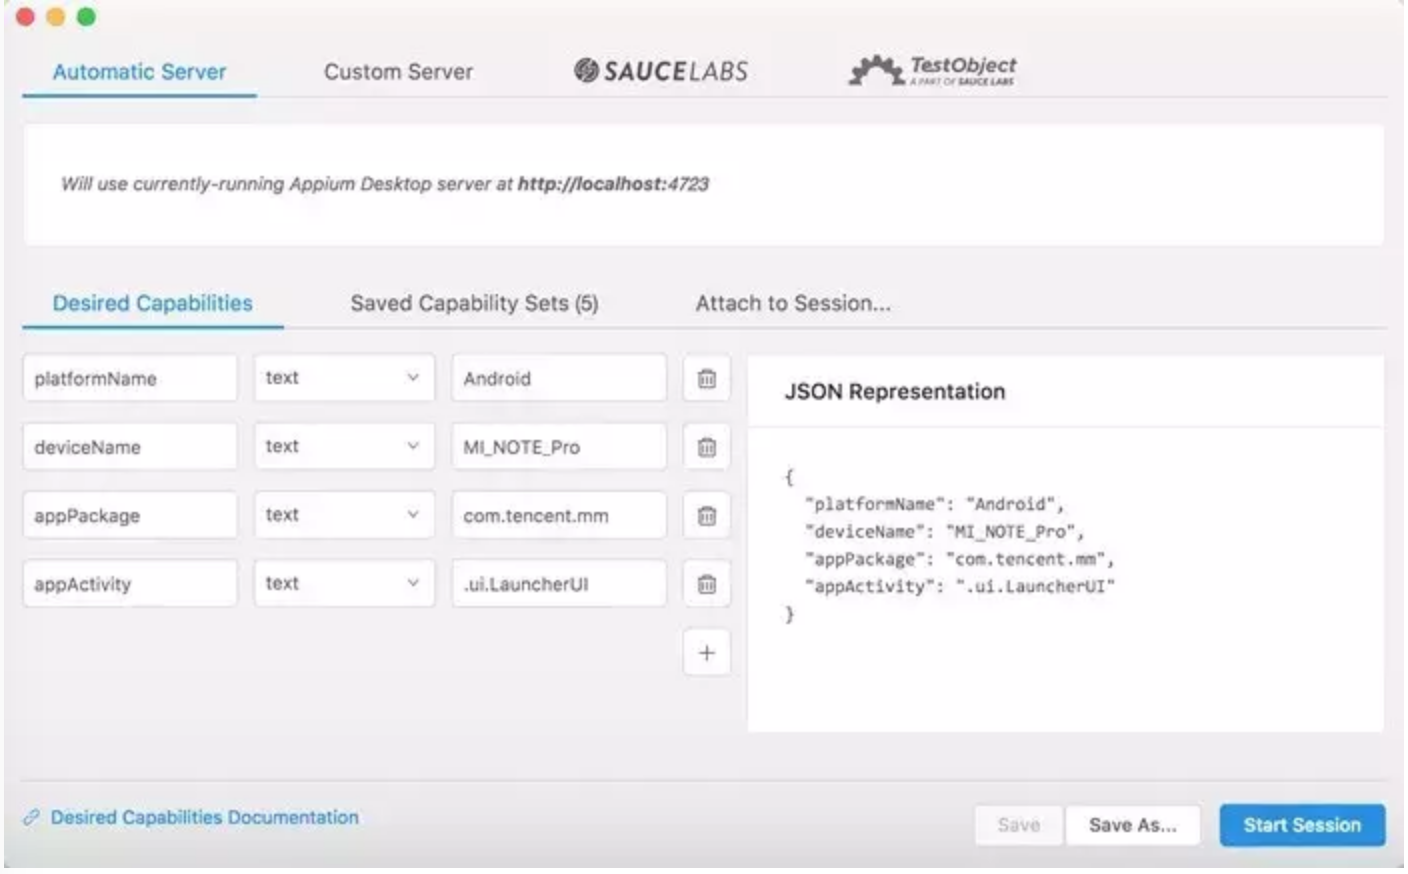 Automatic Server
Custom Server
SAUCELABS
TestObject
A PART OF SAUCE LABS
Will use currently-running Appium Desktop server at http://localhost:4723
Desired Capabilities
Saved Capability Sets (5)
Attach to Session...
platformName text Android
deviceName text MI_NOTE_Pro
appPackage text com.tencent.mm
appActivity text .ui.LauncherUI
JSON Representation
{
"platformName": "Android",
"deviceName": "MI_NOTE_Pro",
"appPackage": "com.tencent.mm",
"appActivity": ".ui.LauncherUI"
}
Desired Capabilities Documentation
Save
Save As...
Start Session